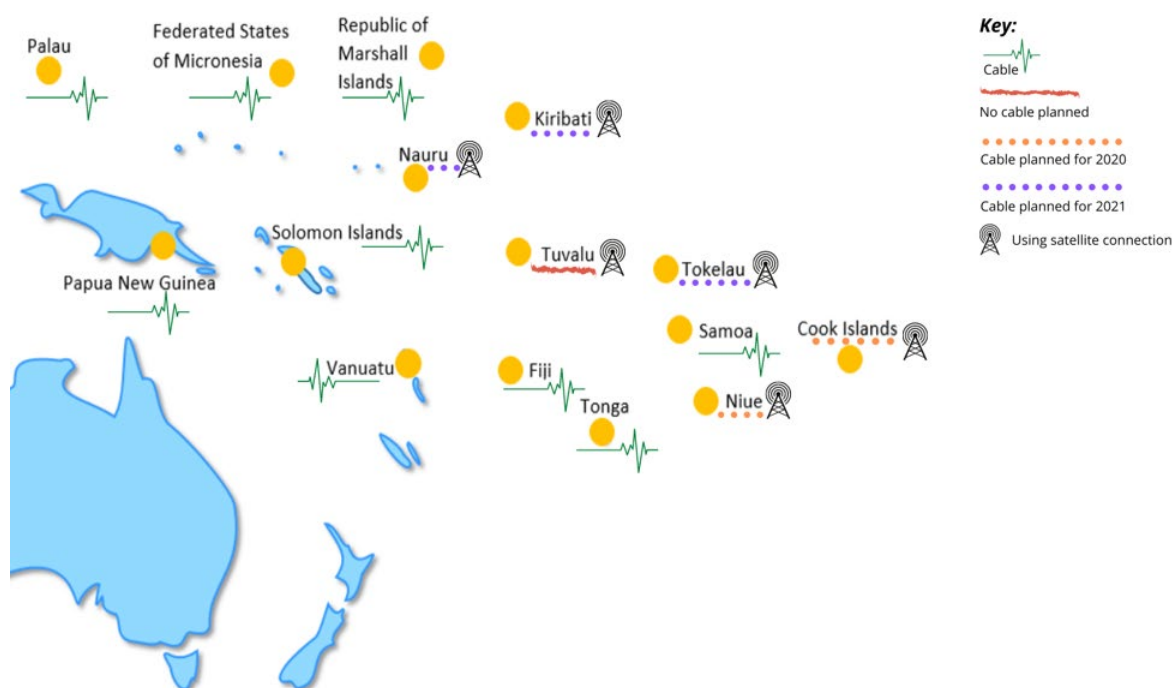 Palau
Federated States
of Micronesia
Republic of
Marshall
Islands
Kiribati
Nauru
Solomon Islands
Papua New Guinea
Tuvalu
Tokelau
Samoa
Cook Islands
Vanuatu
Fiji
Niue
Tonga
Key:
Cable
No cable planned
Cable planned for 2020
Cable planned for 2021
Using satellite connection